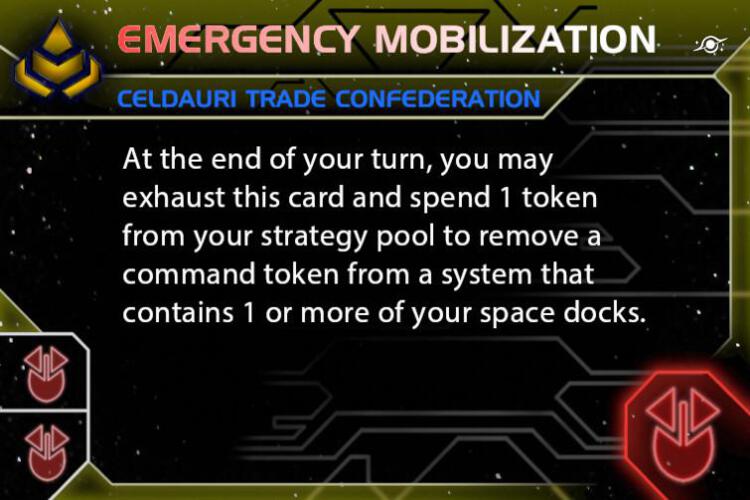 EMERGENCY MOBILIZATION
CELDAURI TRADE CONFEDERATION
At the end of your turn, you may
exhaust this card and spend 1 token
from your strategy pool to remove a
command token from a system that
contains 1 or more of your space docks.